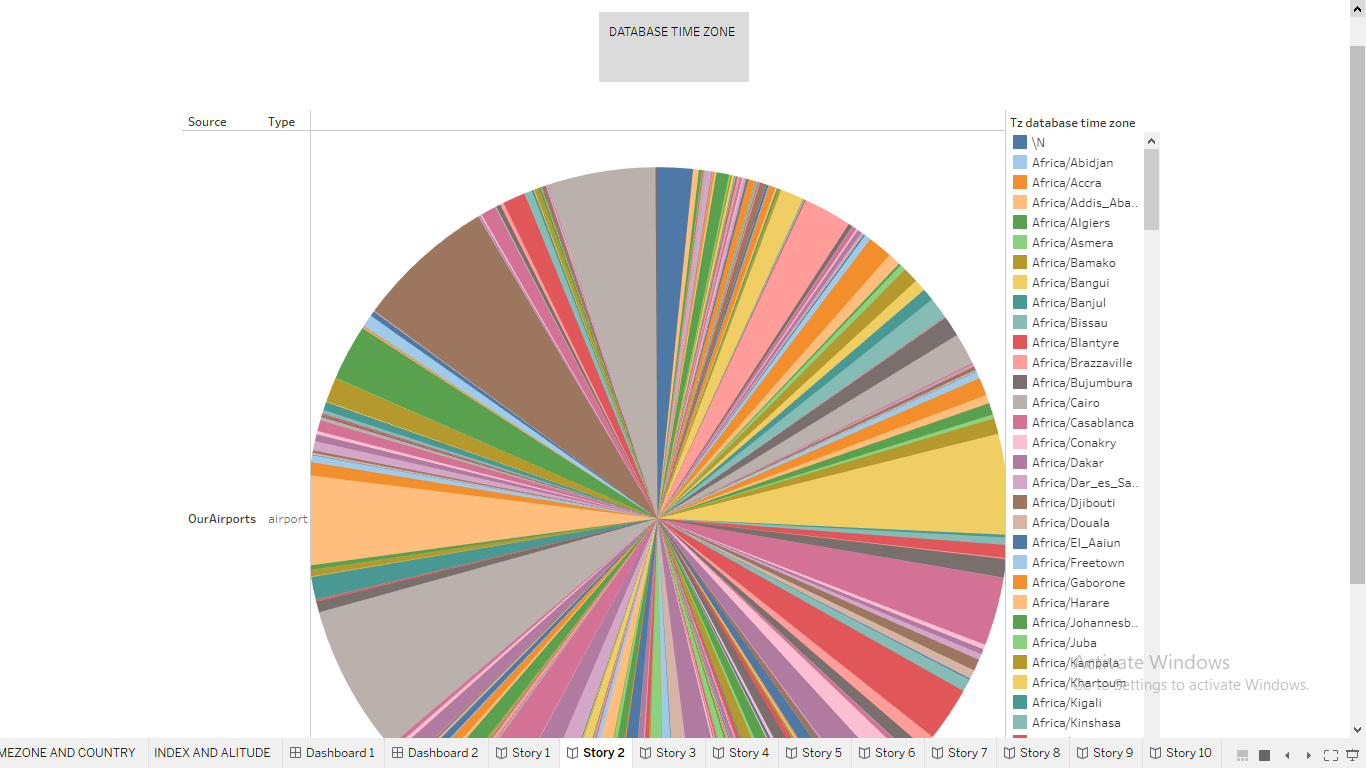 DATABASE TIME ZONE
Source Type
Tz database time zone
\N
Africa/Abidjan
Africa/Accra
Africa/Addis_Aba..
Africa/Algiers
Africa/Asmera
Africa/Bamako
Africa/Bangui
Africa/Banjul
Africa/Bissau
Africa/Blantyre
Africa/Brazzaville
Africa/Bujumbura
Africa/Cairo
Africa/Casablanca
Africa/Conakry
Africa/Dakar
Africa/Dar_es_Sa..
Africa/Djibouti
Africa/Douala
Africa/El_Aaiun
Africa/Freetown
Africa/Gaborone
Africa/Harare
Africa/Johannesb..
Africa/Juba
Africa/Kampala
Africa/Khartoum
Africa/Kigali
Africa/Kinshasa
OurAirports airport
Activate Windows
Go to Settings to activate Windows.
MEZONE AND COUNTRY INDEX AND ALITUDE Dashboard 1 Dashboard 2 Story 1 Story 2 Story 3 Story 4 Story 5 Story 6 Story 7 Story 8 Story 9 Story 10